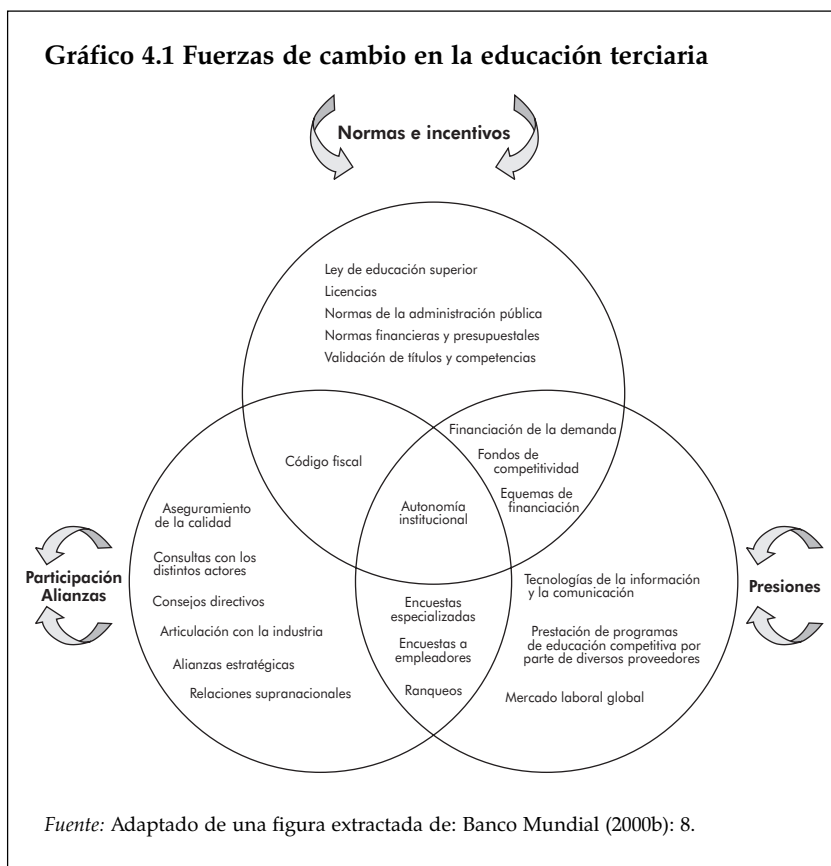 Gráfico 4.1 Fuerzas de cambio en la educación terciaria
Normas e incentivos
Ley de educación superior
Licencias
Normas de la administración pública
Normas financieras y presupuestales
Validación de títulos y competencias
Código fiscal
Financiación de la demanda
Fondos de
competitividad
Equemas de
financiación
Autonomía
institucional
Aseguramiento
de la calidad
Consultas con los
distintos actores
Consejos directivos
Articulación con la industria
Alianzas estratégicas
Relaciones supranacionales
Participación
Alianzas
Encuestas
especializadas
Encuestas a
empleadores
Ranqueos
Tecnologías de la información
y la comunicación
Prestación de programas
de educación competitiva por
parte de diversos proveedores
Mercado laboral global
Presiones
Fuente: Adaptado de una figura extractada de: Banco Mundial (2000b): 8.